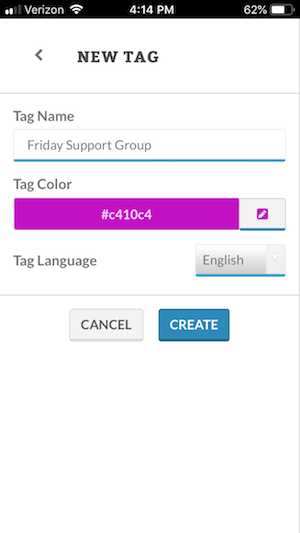 Verizon 4:14 PM 62%
NEW TAG
Tag Name
Friday Support Group
Tag Color
#c410c4
Tag Language English
CANCEL CREATE